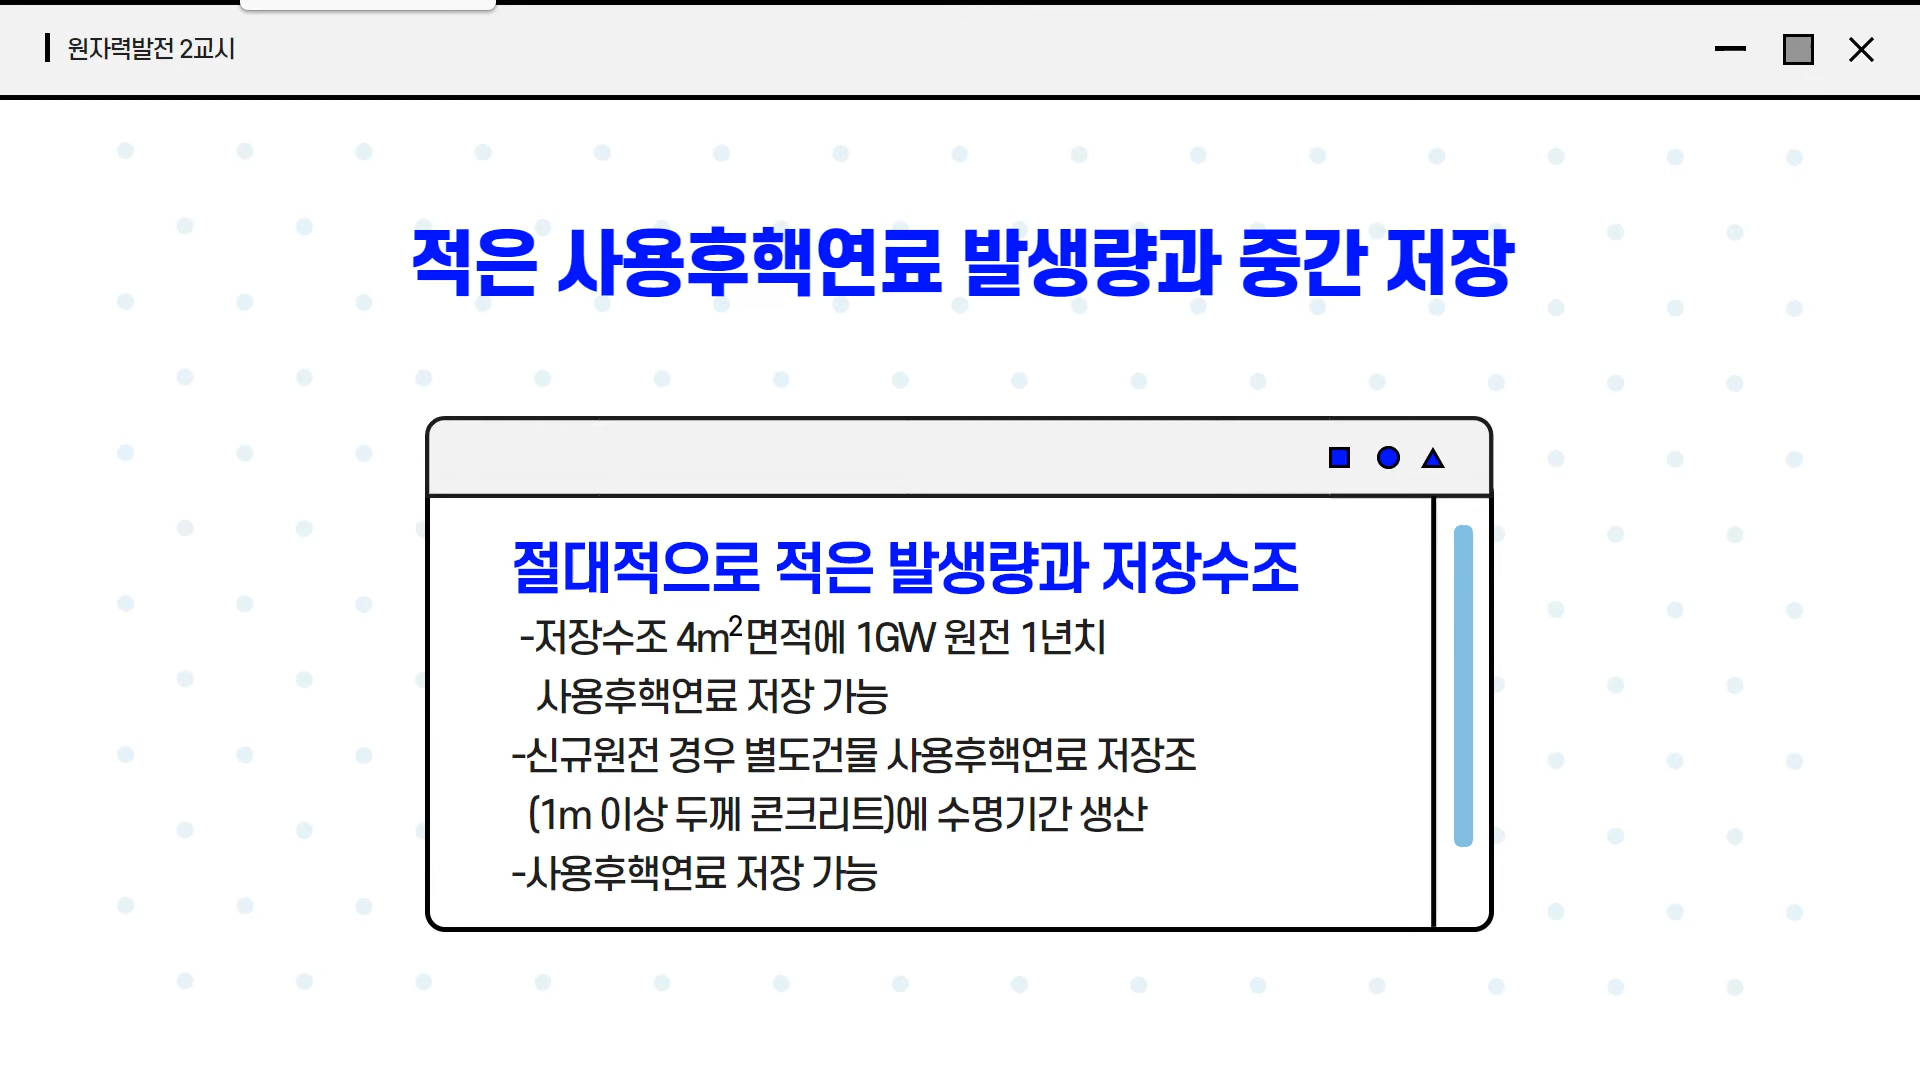 원자력발전 2교시
적은 사용후핵연료 발생량과 중간 저장
절대적으로 적은 발생량과 저장수조
-저장수조 4m²면적에 1GW 원전 1년치
사용후핵연료 저장 가능
-신규원전 경우 별도건물 사용후핵연료 저장조
(1m 이상 두께 콘크리트)에 수명기간 생산
-사용후핵연료 저장 가능